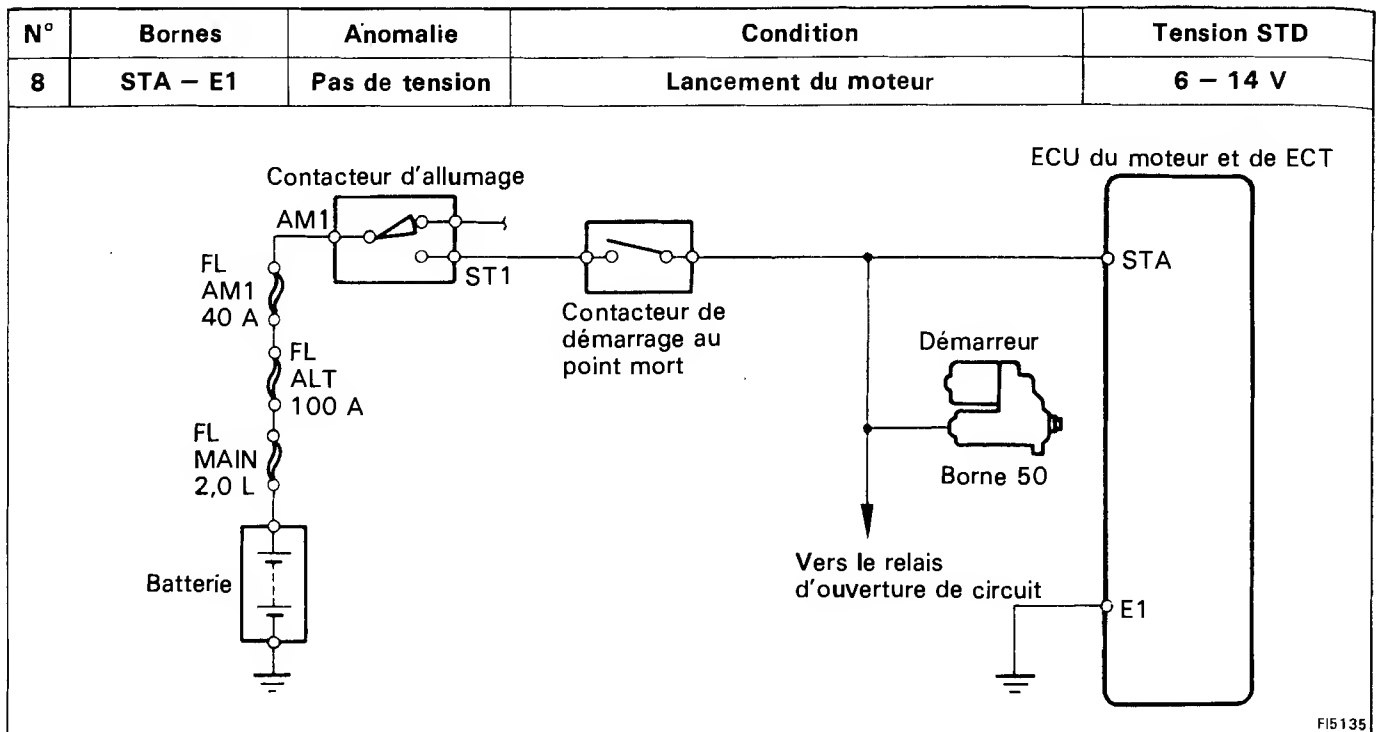 N° Bornes Anomalie Condition Tension STD
8 STA — E1 Pas de tension Lancement du moteur 6 — 14 V
ECU du moteur et de ECT
Contacteur d'allumage
AM1
ST1
STA
FL
AM1
40 A
Contacteur de
démarrage au
point mort
Démarreur
FL
ALT
100 A
FL
MAIN
2,0 L
Borne 50
Batterie
Vers le relais
d'ouverture de circuit
E1
FI5135